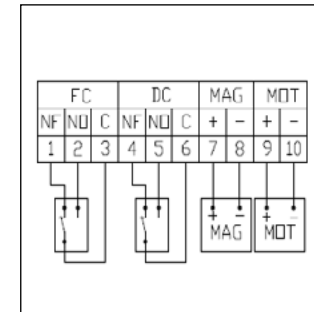 FC DC MAG MOT
NF NO C NF NO C + - + -
1 2 3 4 5 6 7 8 9 10
+ - + -
MAG MOT